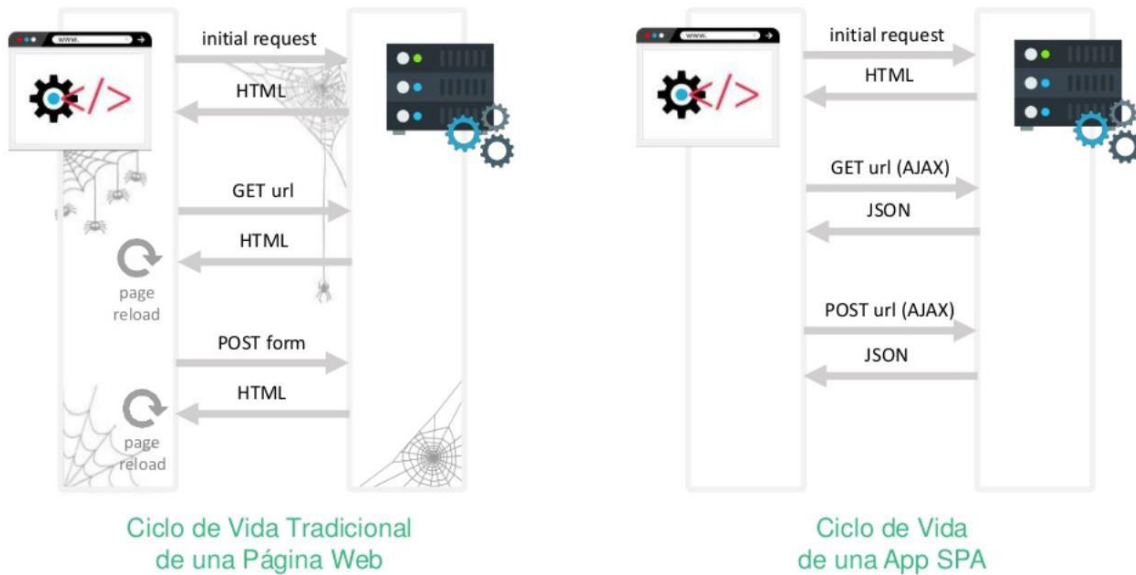 www.
</>
initial request
HTML
GET url
HTML
page
reload
POST form
HTML
page
reload
Ciclo de Vida Tradicional
de una Página Web
www.
</>
initial request
HTML
GET url (AJAX)
JSON
POST url (AJAX)
JSON
Ciclo de Vida
de una App SPA